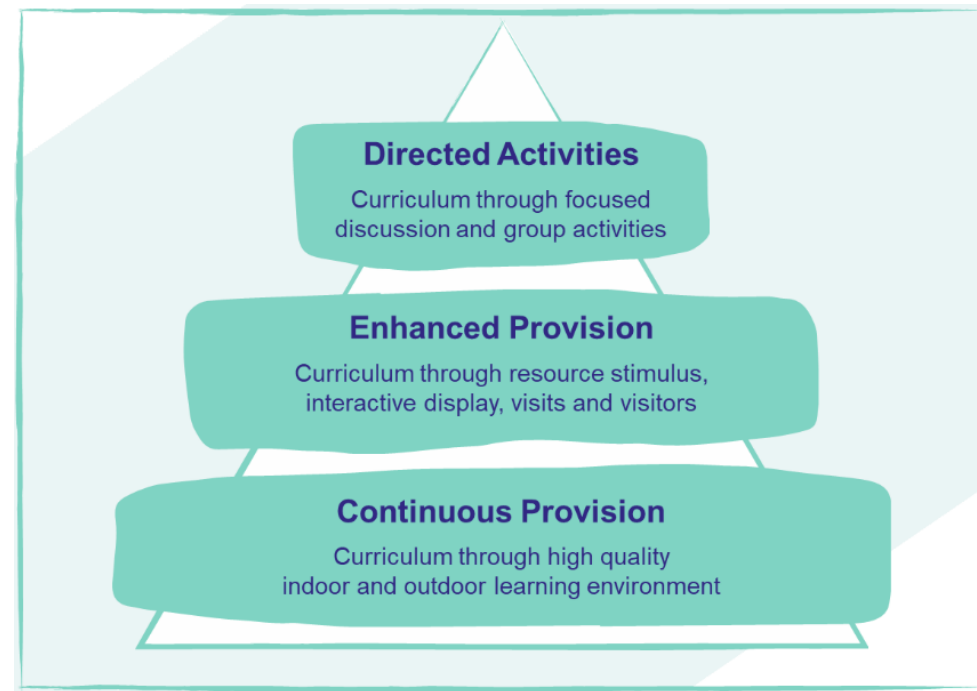 Directed Activities
Curriculum through focused
discussion and group activities
Enhanced Provision
Curriculum through resource stimulus,
interactive display, visits and visitors
Continuous Provision
Curriculum through high quality
indoor and outdoor learning environment